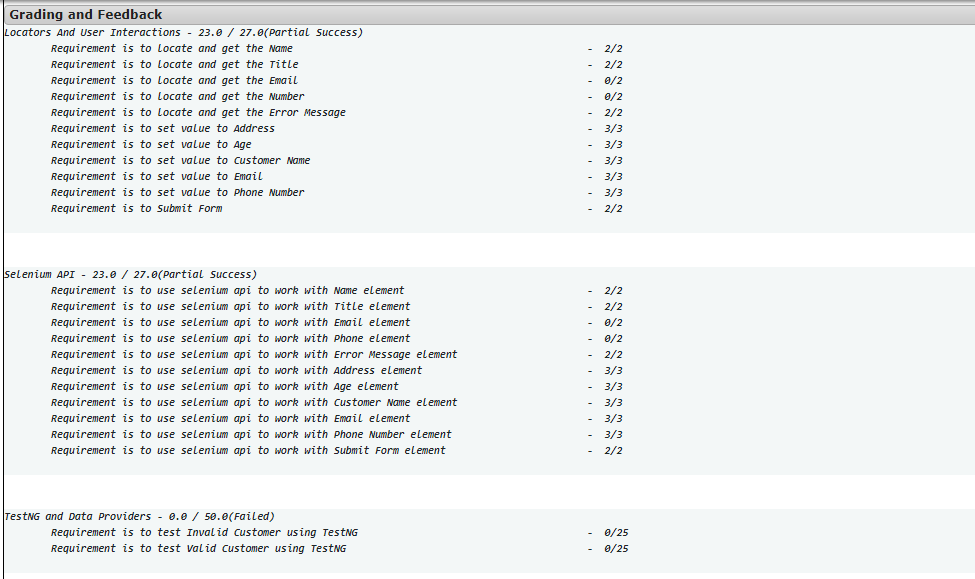 Grading and Feedback
Locators And User Interactions - 23.0 / 27.0(Partial Success)
Requirement is to locate and get the Name - 2/2
Requirement is to locate and get the Title - 2/2
Requirement is to locate and get the Email - 0/2
Requirement is to locate and get the Number - 0/2
Requirement is to locate and get the Error Message - 2/2
Requirement is to set value to Address - 3/3
Requirement is to set value to Age - 3/3
Requirement is to set value to Customer Name - 3/3
Requirement is to set value to Email - 3/3
Requirement is to set value to Phone Number - 3/3
Requirement is to Submit Form - 2/2
Selenium API - 23.0 / 27.0(Partial Success)
Requirement is to use selenium api to work with Name element - 2/2
Requirement is to use selenium api to work with Title element - 2/2
Requirement is to use selenium api to work with Email element - 0/2
Requirement is to use selenium api to work with Phone element - 0/2
Requirement is to use selenium api to work with Error Message element - 2/2
Requirement is to use selenium api to work with Address element - 3/3
Requirement is to use selenium api to work with Age element - 3/3
Requirement is to use selenium api to work with Customer Name element - 3/3
Requirement is to use selenium api to work with Email element - 3/3
Requirement is to use selenium api to work with Phone Number element - 3/3
Requirement is to use selenium api to work with Submit Form element - 2/2
TestNG and Data Providers - 0.0 / 50.0(Failed)
Requirement is to test Invalid Customer using TestNG - 0/25
Requirement is to test Valid Customer using TestNG - 0/25